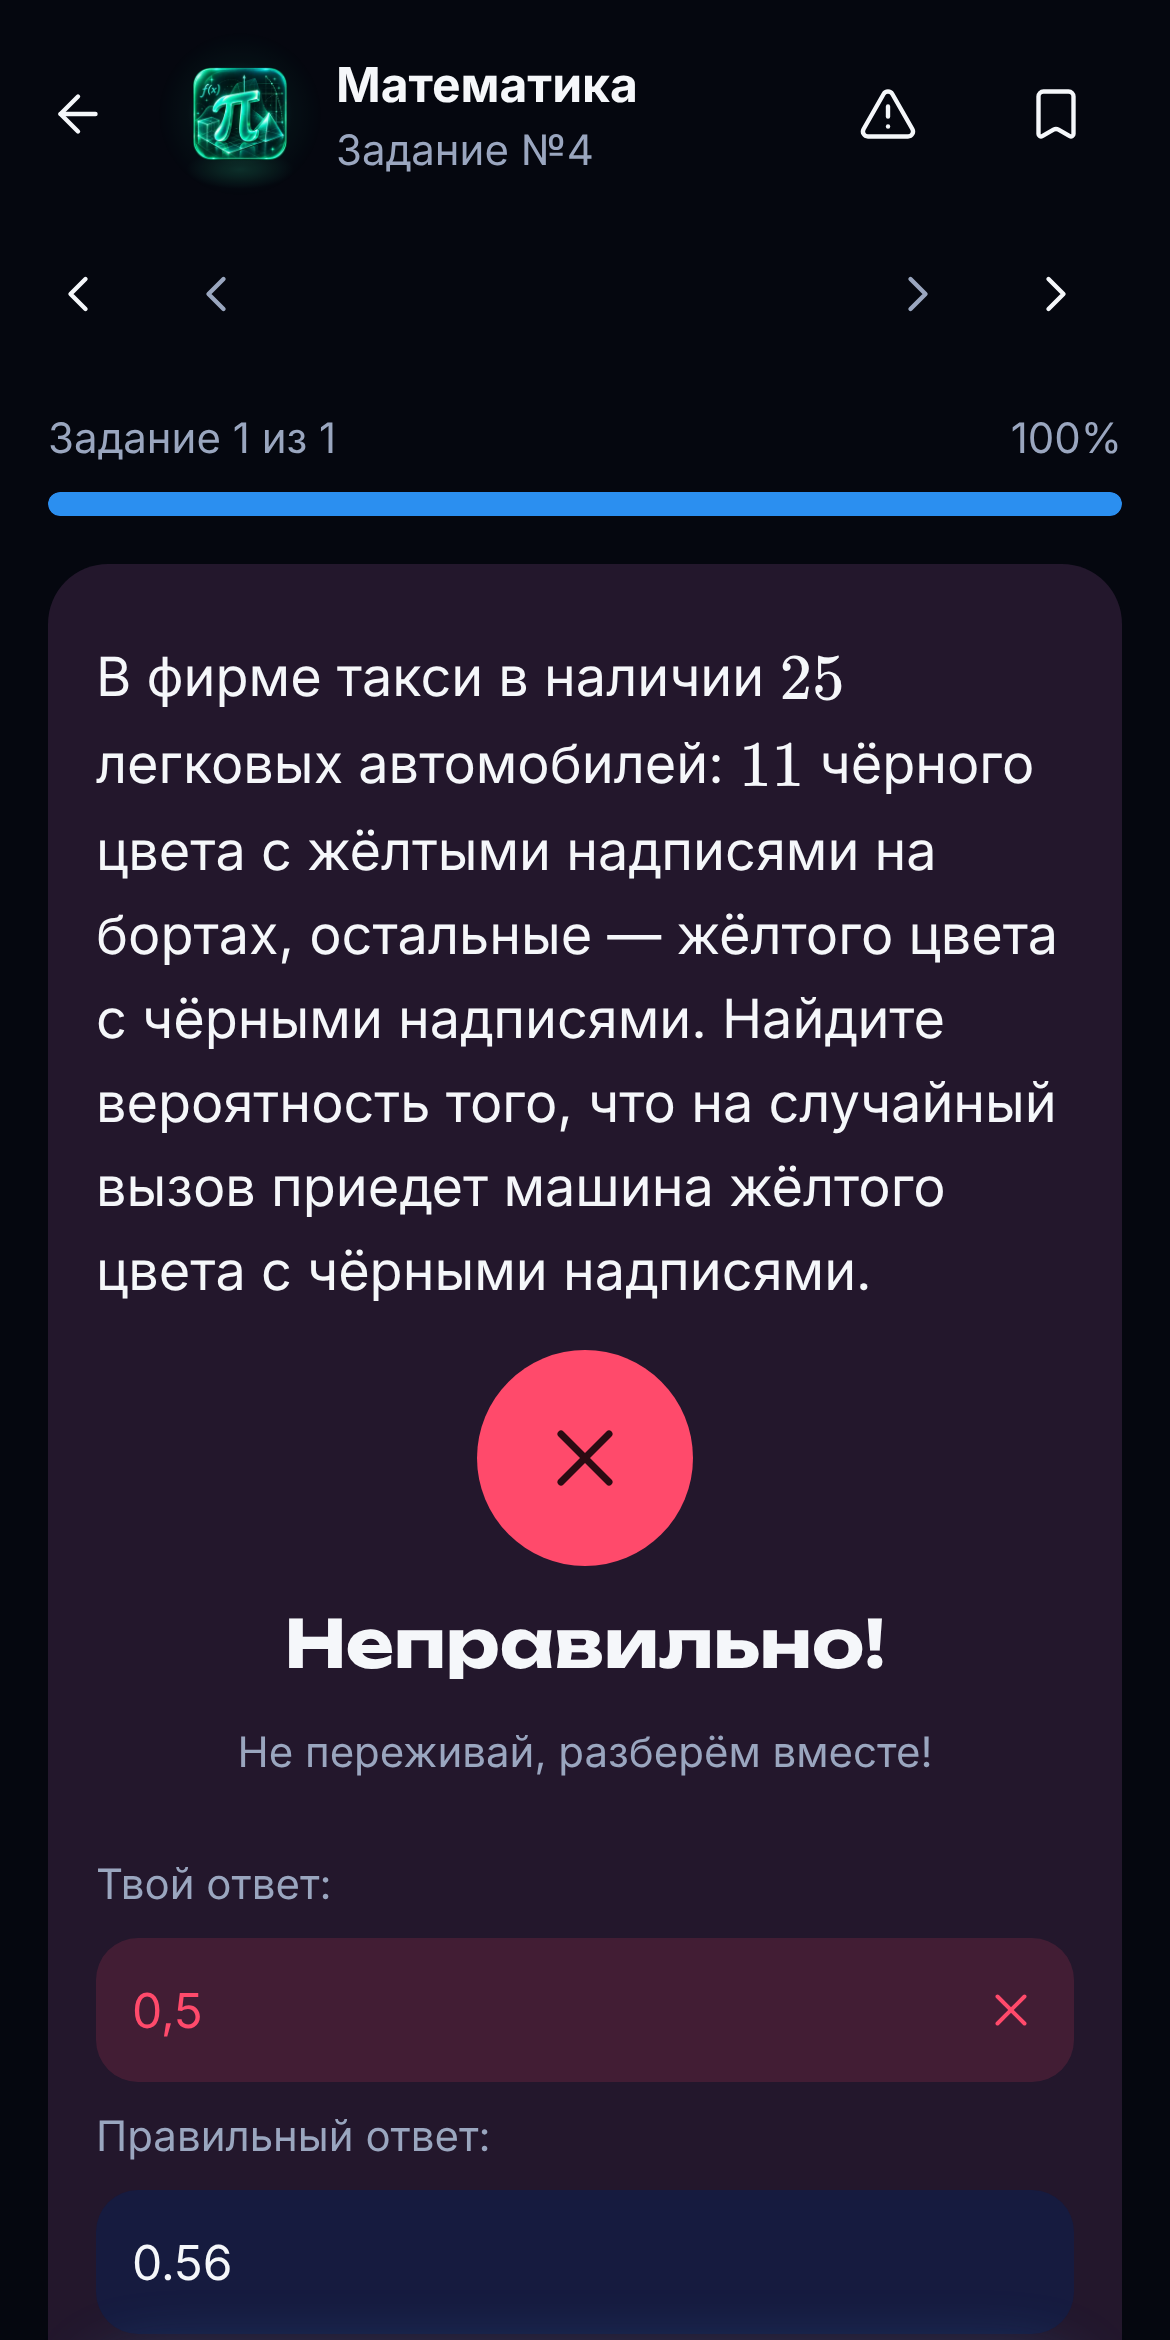 Математика
Задание №4
Задание 1 из 1
100%
В фирме такси в наличии 25
легковых автомобилей: 11 чёрного
цвета с жёлтыми надписями на
бортах, остальные — жёлтого цвета
с чёрными надписями. Найдите
вероятность того, что на случайный
вызов приедет машина жёлтого
цвета с чёрными надписями.
Неправильно!
Не переживай, разберём вместе!
Твой ответ:
0,5
Правильный ответ:
0.56